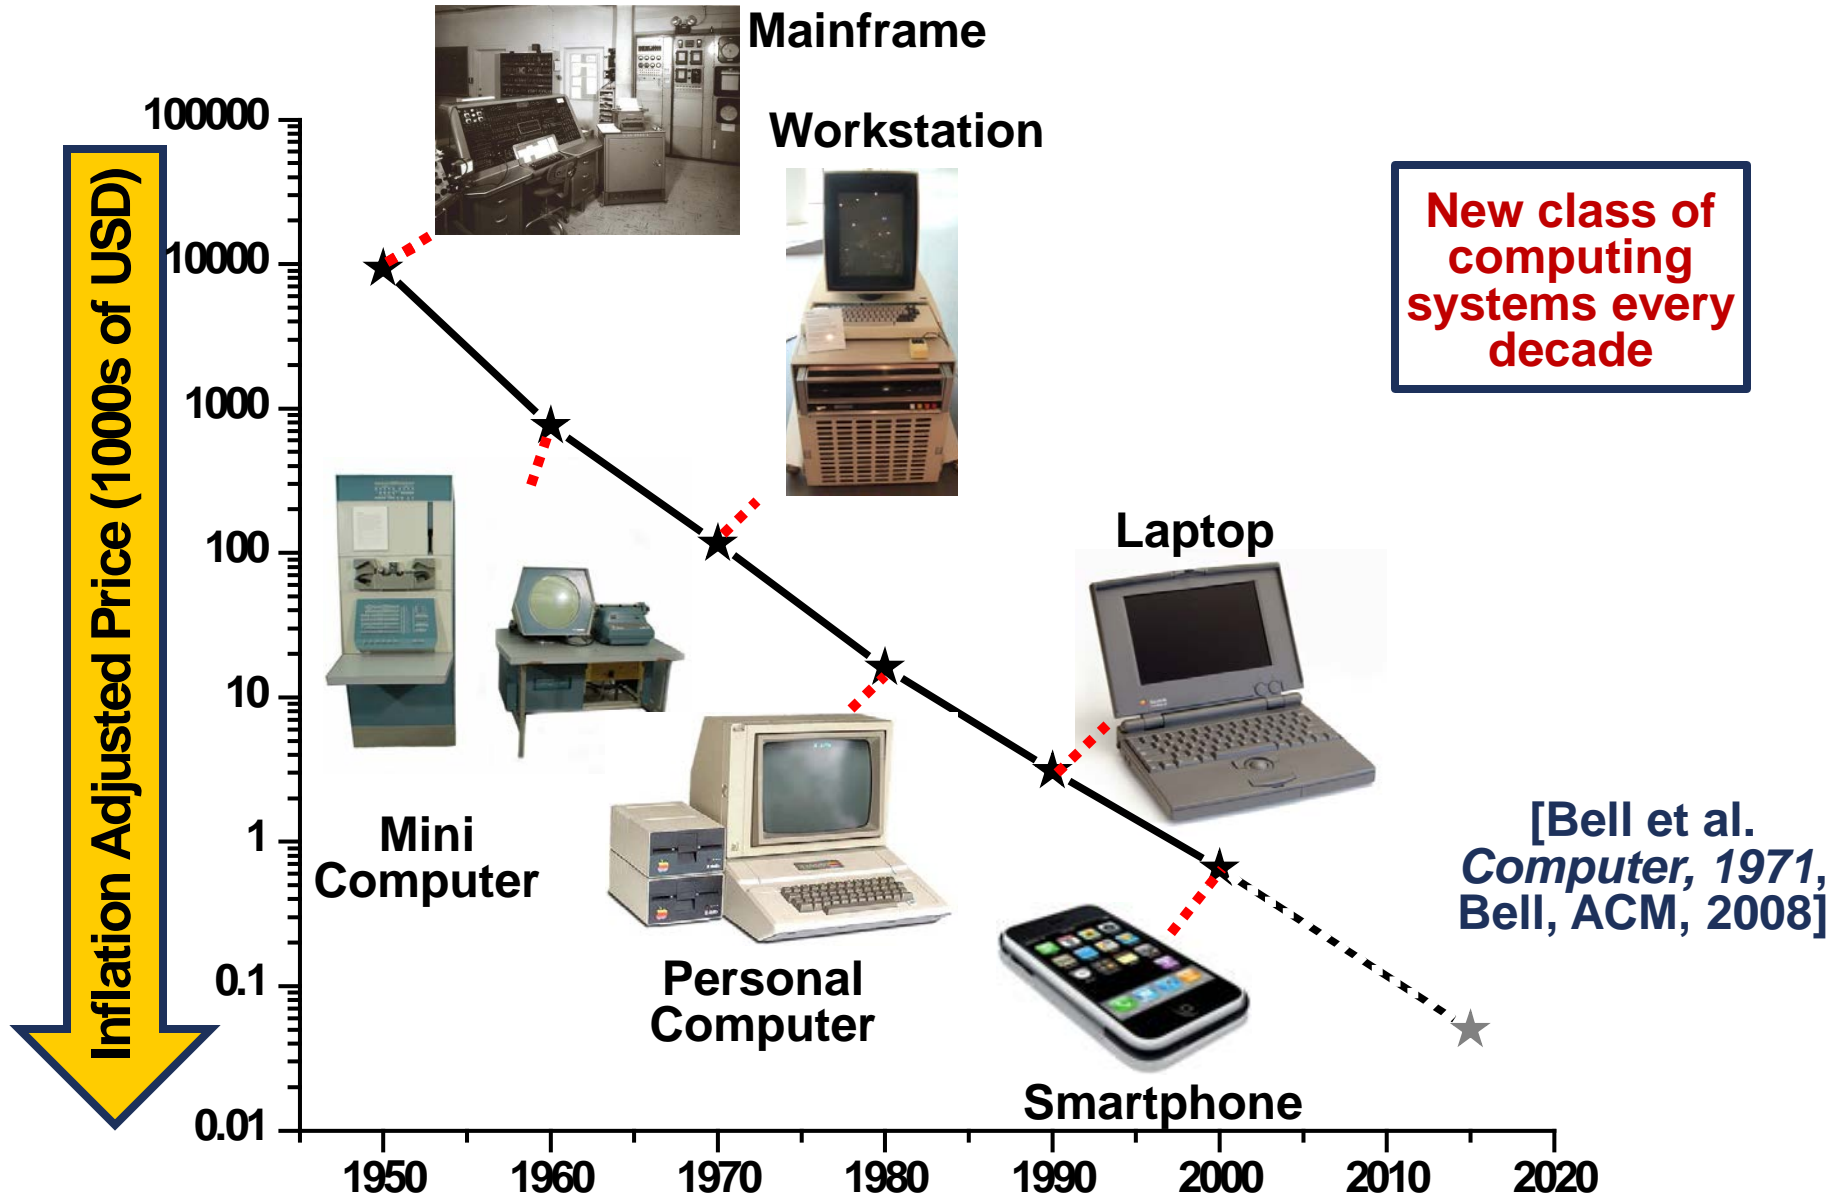 Mainframe
Workstation
New class of
computing
systems every
decade
Inflation Adjusted Price (1000s of USD)
100000
10000
1000
100
10
1
0.1
0.01
Laptop
Mini
Computer
Personal
Computer
Smartphone
[Bell et al.
Computer, 1971,
Bell, ACM, 2008]
1950
1960
1970
1980
1990
2000
2010
2020